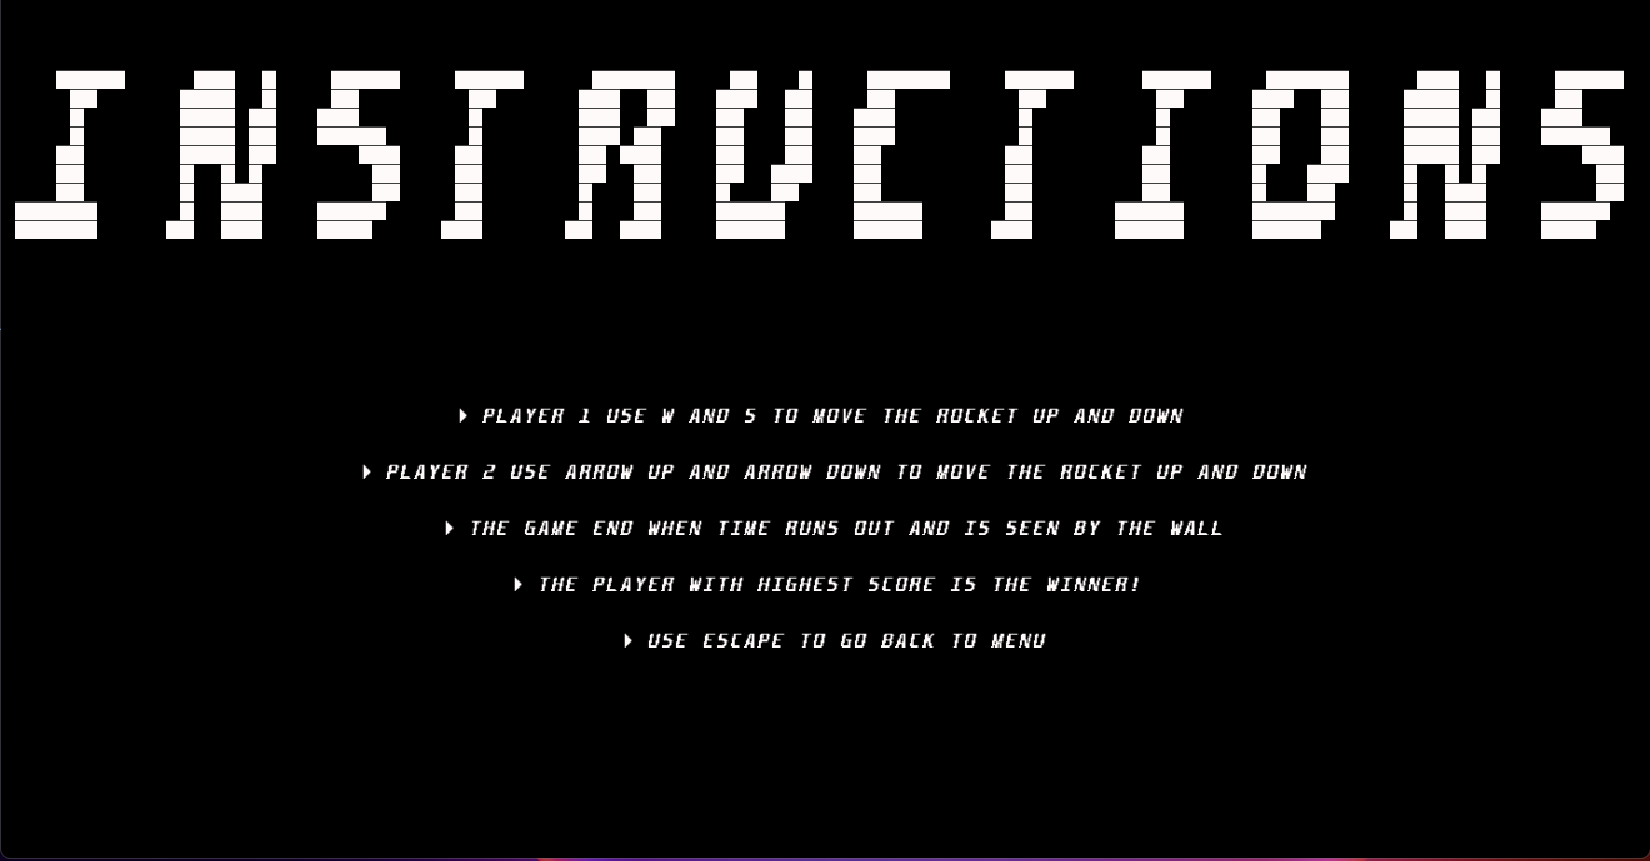 INSTRUCTIONS
PLAYER 1 USE W AND S TO MOVE THE ROCKET UP AND DOWN
PLAYER 2 USE ARROW UP AND ARROW DOWN TO MOVE THE ROCKET UP AND DOWN
THE GAME END WHEN TIME RUNS OUT AND IS SEEN BY THE WALL
THE PLAYER WITH HIGHEST SCORE IS THE WINNER!
USE ESCAPE TO GO BACK TO MENU